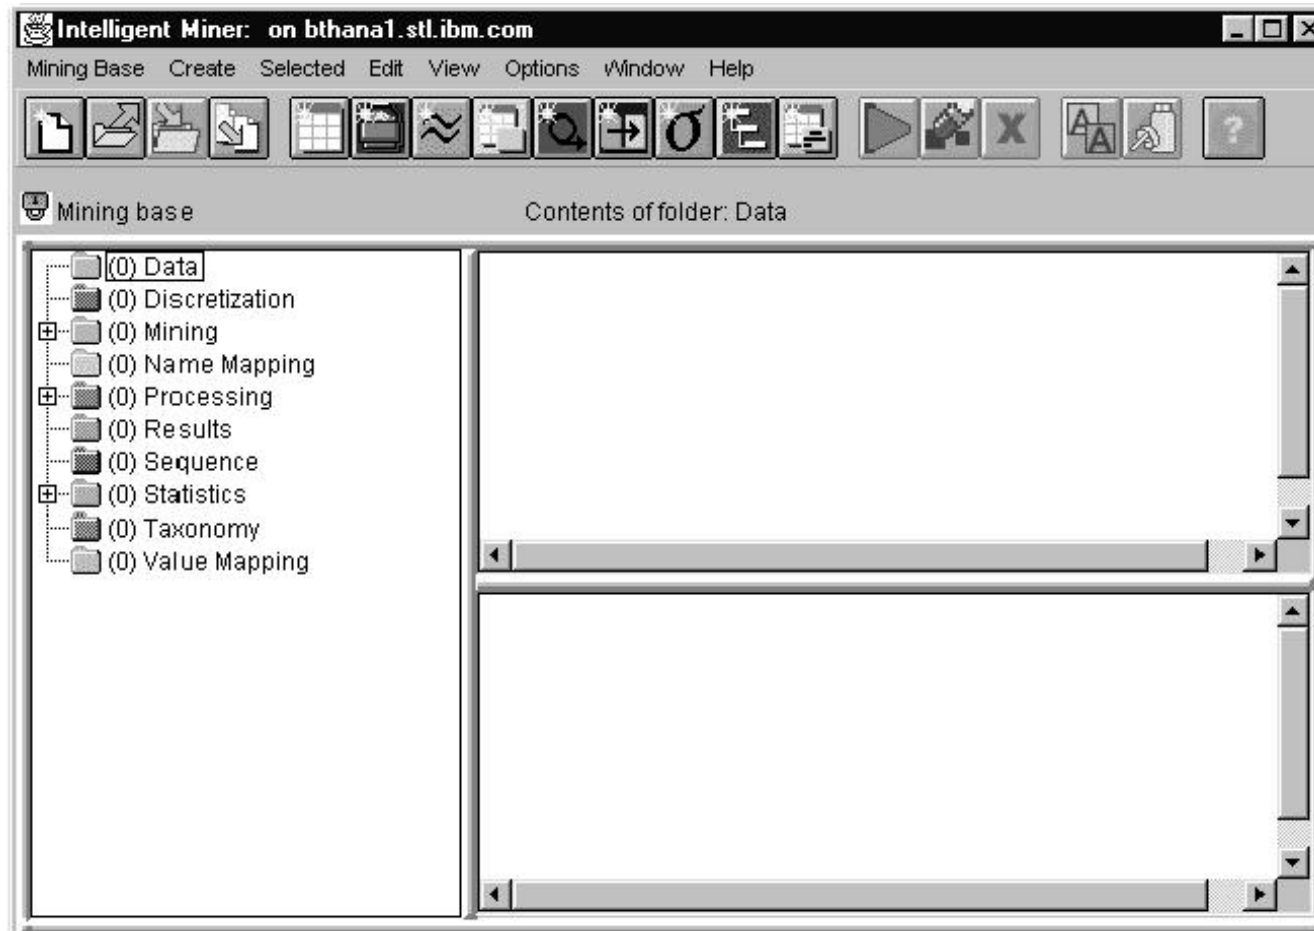 Intelligent Miner: on bthana1.stl.ibm.com
Mining Base Create Selected Edit View Options Window Help
Mining base
Contents of folder: Data
(0) Data
(0) Discretization
(0) Mining
(0) Name Mapping
(0) Processing
(0) Results
(0) Sequence
(0) Statistics
(0) Taxonomy
(0) Value Mapping